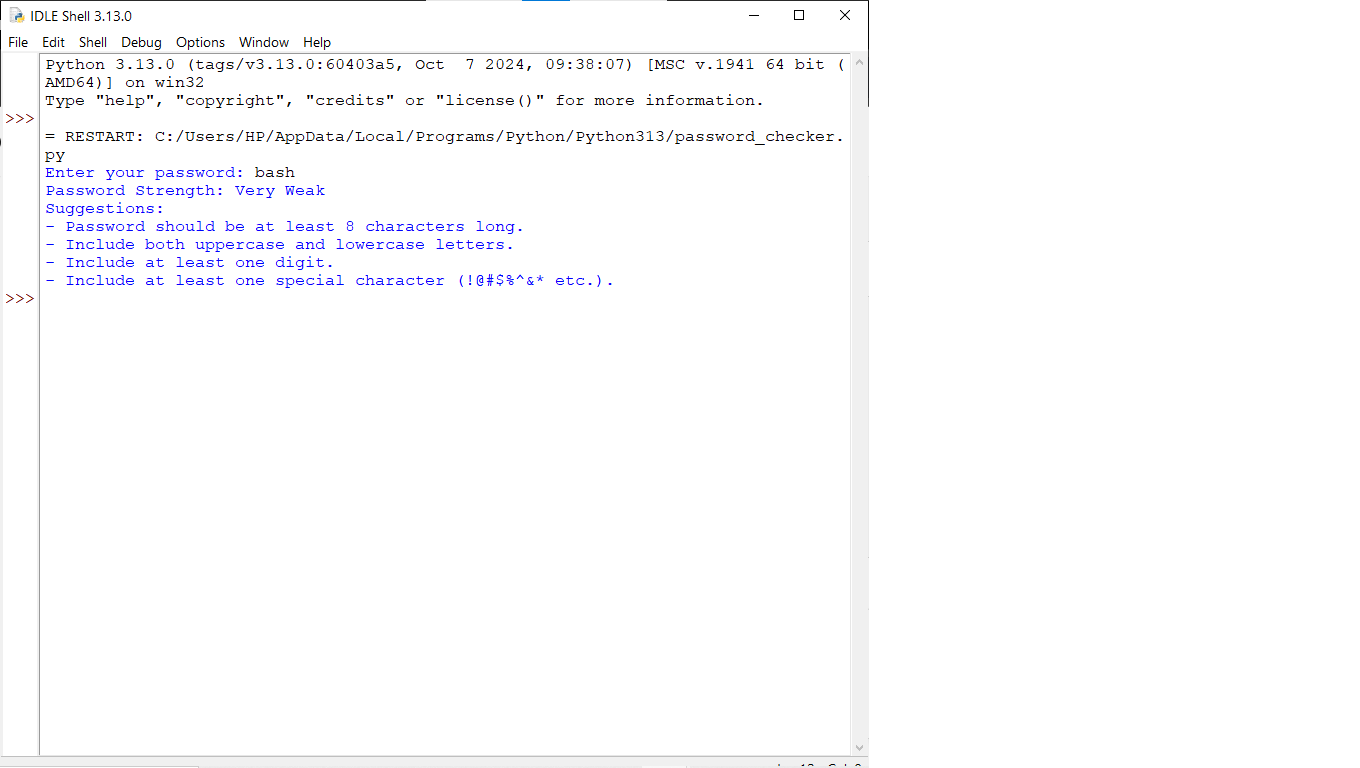 IDLE Shell 3.13.0
File Edit Shell Debug Options Window Help
Python 3.13.0 (tags/v3.13.0:60403a5, Oct  7 2024, 09:38:07) [MSC v.1941 64 bit (
AMD64)] on win32
Type "help", "copyright", "credits" or "license()" for more information.
>>>
= RESTART: C:/Users/HP/AppData/Local/Programs/Python/Python313/password_checker.
py
Enter your password: bash
Password Strength: Very Weak
Suggestions:
- Password should be at least 8 characters long.
- Include both uppercase and lowercase letters.
- Include at least one digit.
- Include at least one special character (!@#$%^&* etc.).
>>>